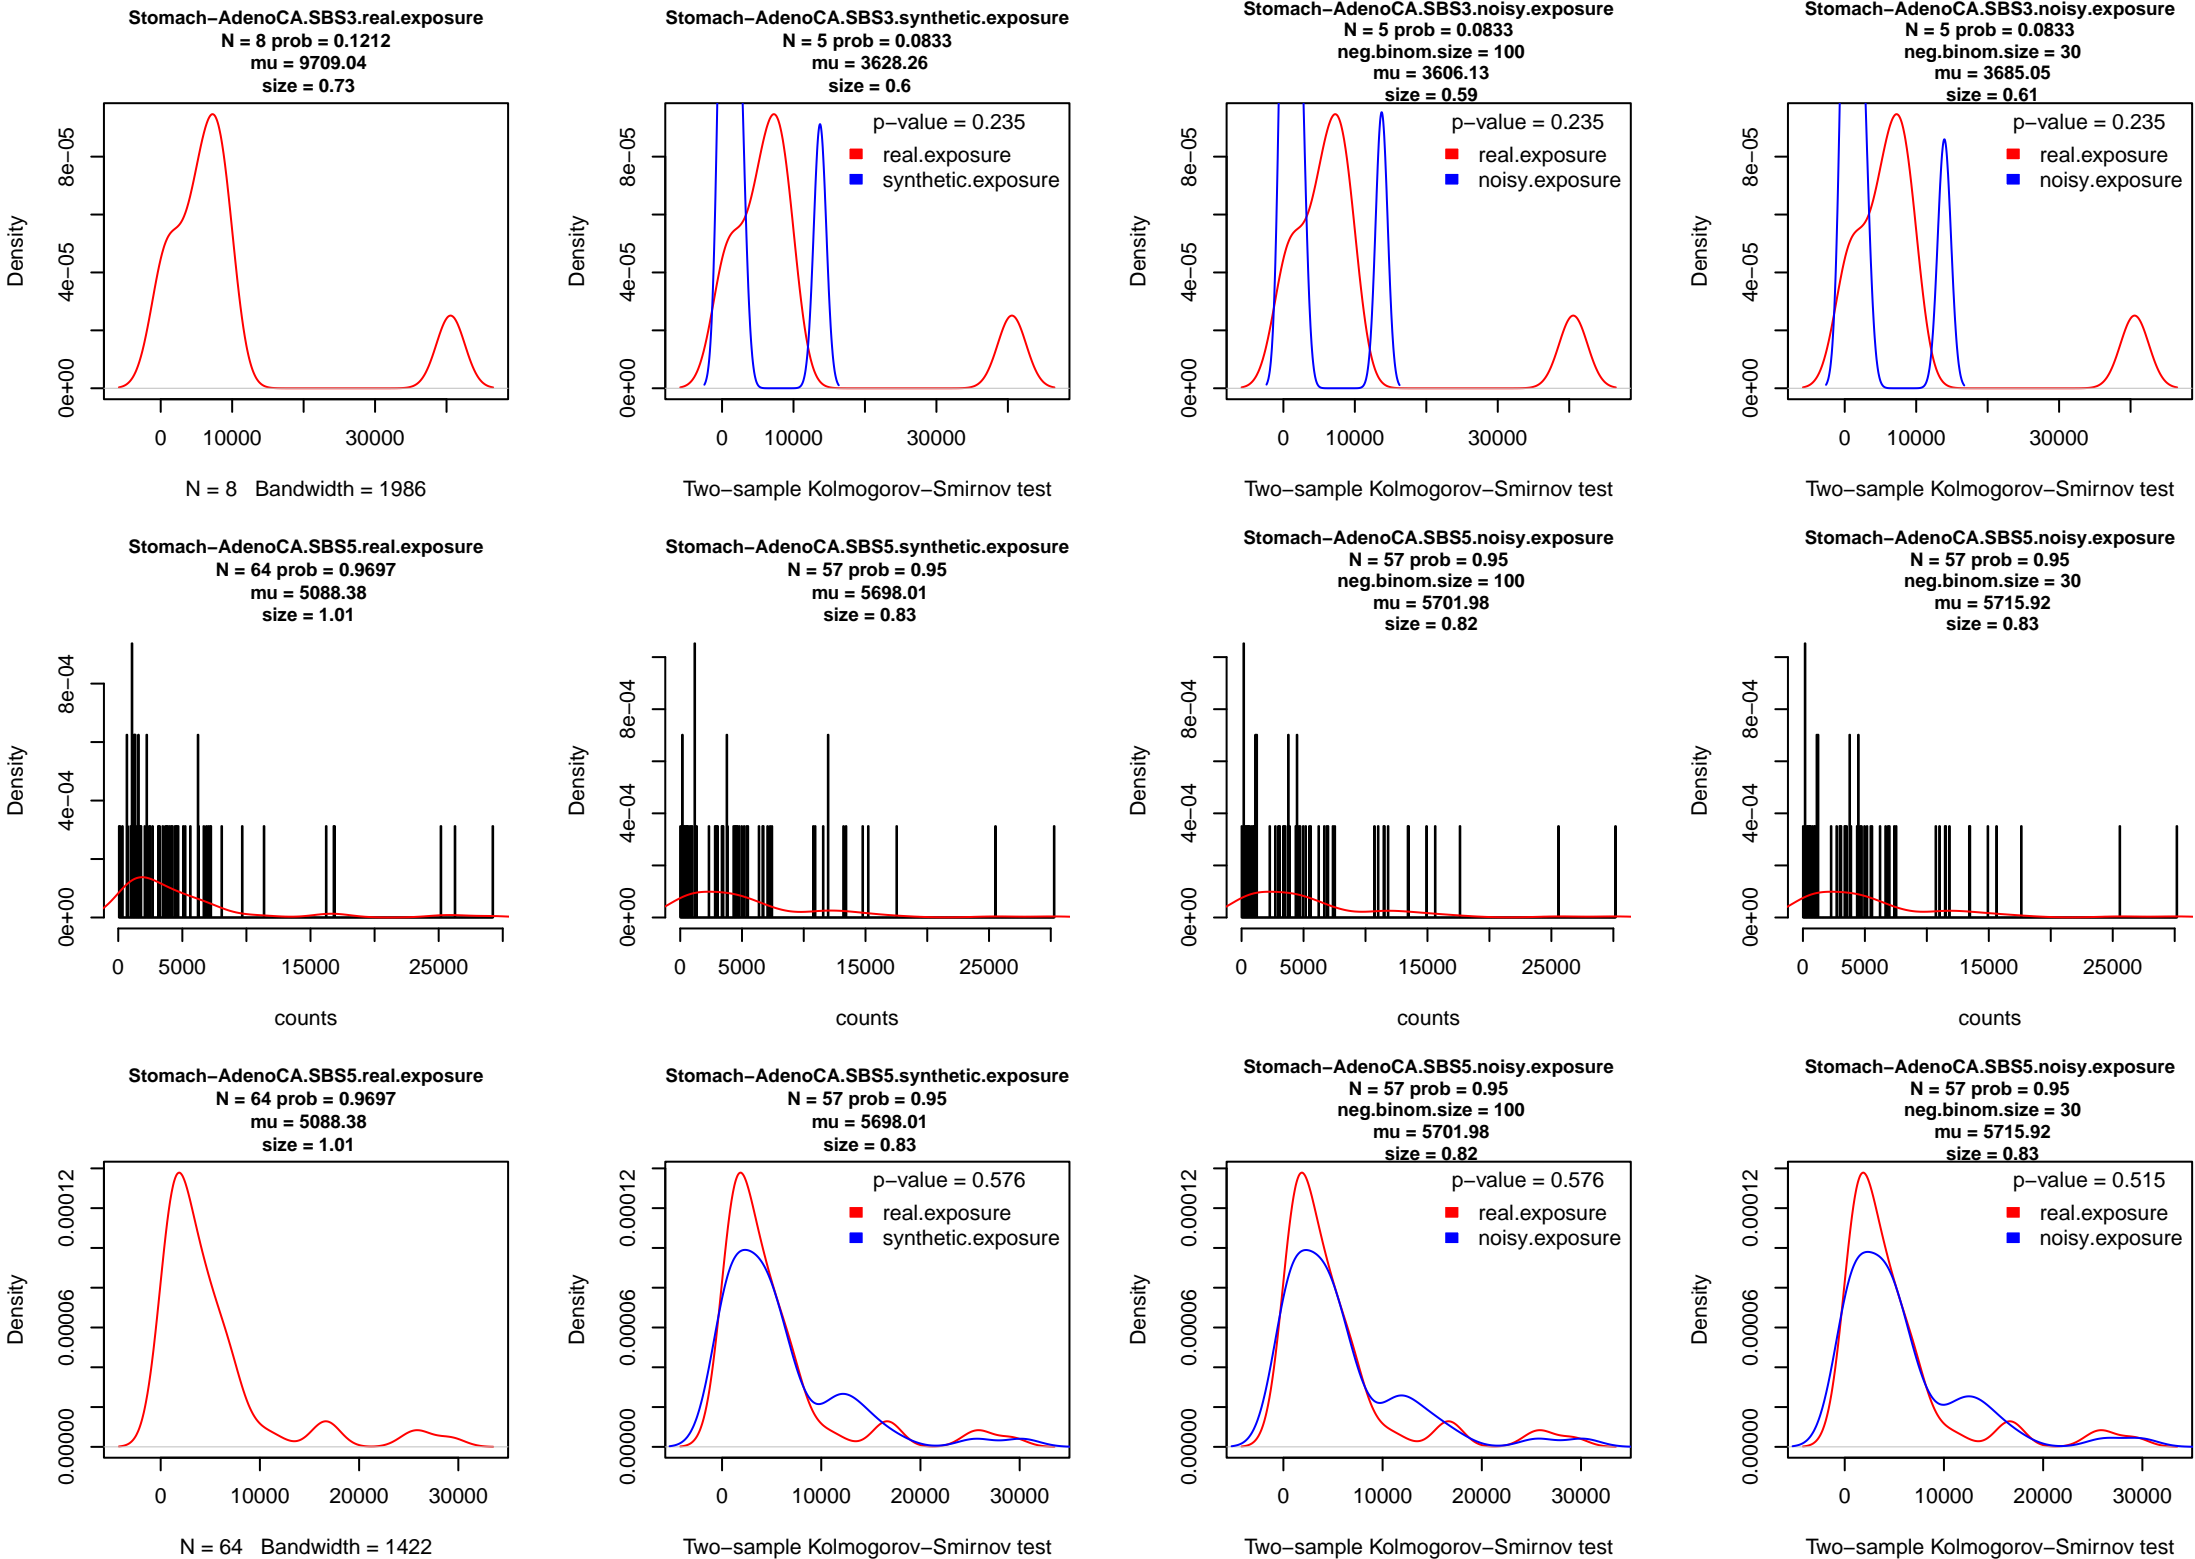 Stomach−AdenoCA.SBS3.real.exposure
N = 8 prob = 0.1212
mu = 9709.04
size = 0.73
Density
0e+00 4e−05 8e−05
0 10000 30000
N = 8 Bandwidth = 1986
Stomach−AdenoCA.SBS3.synthetic.exposure
N = 5 prob = 0.0833
mu = 3628.26
size = 0.6
Density
0e+00 4e−05 8e−05
p−value = 0.235
real.exposure
synthetic.exposure
0 10000 30000
Two−sample Kolmogorov−Smirnov test
Stomach−AdenoCA.SBS3.noisy.exposure
N = 5 prob = 0.0833
neg.binom.size = 100
mu = 3606.13
size = 0.59
Density
0e+00 4e−05 8e−05
p−value = 0.235
real.exposure
noisy.exposure
0 10000 30000
Two−sample Kolmogorov−Smirnov test
Stomach−AdenoCA.SBS3.noisy.exposure
N = 5 prob = 0.0833
neg.binom.size = 30
mu = 3685.05
size = 0.61
Density
0e+00 4e−05 8e−05
p−value = 0.235
real.exposure
noisy.exposure
0 10000 30000
Two−sample Kolmogorov−Smirnov test
Stomach−AdenoCA.SBS5.real.exposure
N = 64 prob = 0.9697
mu = 5088.38
size = 1.01
Density
0e+00 4e−04 8e−04
0 5000 15000 25000
counts
Stomach−AdenoCA.SBS5.synthetic.exposure
N = 57 prob = 0.95
mu = 5698.01
size = 0.83
Density
0e+00 4e−04 8e−04
0 5000 15000 25000
counts
Stomach−AdenoCA.SBS5.noisy.exposure
N = 57 prob = 0.95
neg.binom.size = 100
mu = 5701.98
size = 0.82
Density
0e+00 4e−04 8e−04
0 5000 15000 25000
counts
Stomach−AdenoCA.SBS5.noisy.exposure
N = 57 prob = 0.95
neg.binom.size = 30
mu = 5715.92
size = 0.83
Density
0e+00 4e−04 8e−04
0 5000 15000 25000
counts
Stomach−AdenoCA.SBS5.real.exposure
N = 64 prob = 0.9697
mu = 5088.38
size = 1.01
Density
0.00000 0.00006 0.00012
0 10000 20000 30000
N = 64 Bandwidth = 1422
Stomach−AdenoCA.SBS5.synthetic.exposure
N = 57 prob = 0.95
mu = 5698.01
size = 0.83
Density
0.00000 0.00006 0.00012
p−value = 0.576
real.exposure
synthetic.exposure
0 10000 20000 30000
Two−sample Kolmogorov−Smirnov test
Stomach−AdenoCA.SBS5.noisy.exposure
N = 57 prob = 0.95
neg.binom.size = 100
mu = 5701.98
size = 0.82
Density
0.00000 0.00006 0.00012
p−value = 0.576
real.exposure
noisy.exposure
0 10000 20000 30000
Two−sample Kolmogorov−Smirnov test
Stomach−AdenoCA.SBS5.noisy.exposure
N = 57 prob = 0.95
neg.binom.size = 30
mu = 5715.92
size = 0.83
Density
0.00000 0.00006 0.00012
p−value = 0.515
real.exposure
noisy.exposure
0 10000 20000 30000
Two−sample Kolmogorov−Smirnov test